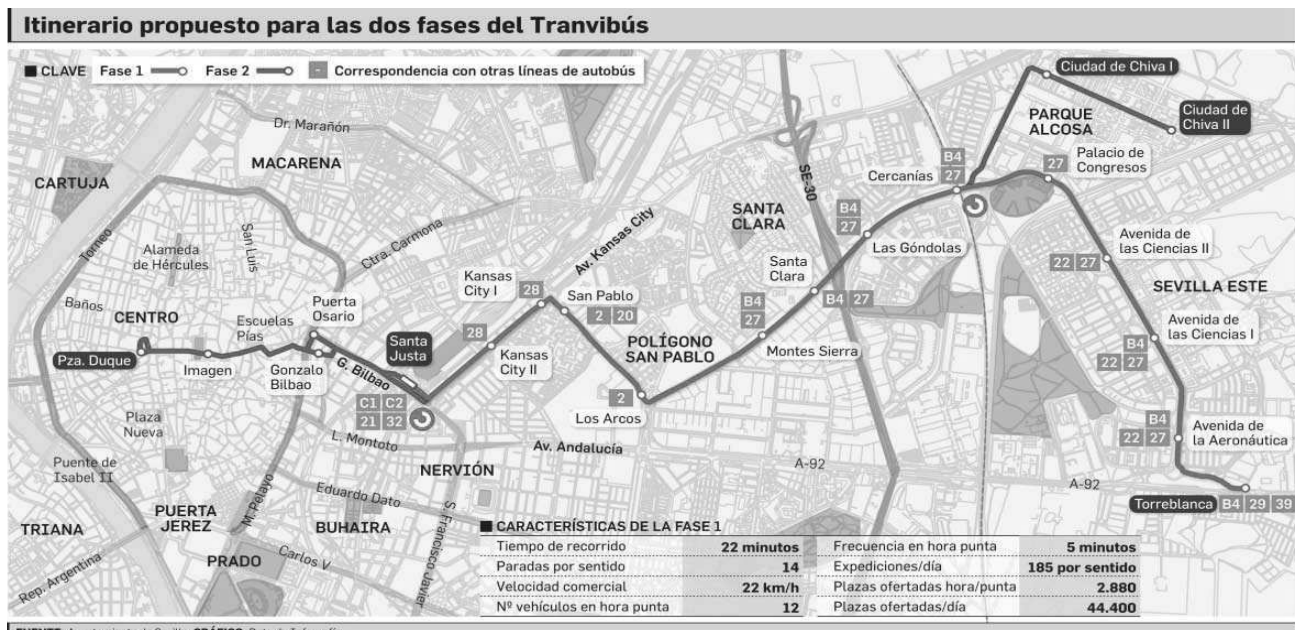 Itinerario propuesto para las dos fases del Tranvibús
CLAVE Fase 1 Fase 2 - Correspondencia con otras líneas de autobús
Ciudad de Chiva I
Ciudad de
Chiva II
PARQUE
ALCOSA
Dr. Marañón
MACARENA
CARTUJA
SE-30
B4
27
Cercanías
27
Palacio de
Congresos
Torneo
Alameda
de Hércules
San Luis
Ctra. Carmona
Av. Kansas City
SANTA
CLARA
B4
27
Las Góndolas
Avenida de
las Ciencias II
22 27
SEVILLA ESTE
Baños
CENTRO
Escuelas
Pías
Puerta
Osario
Kansas
City I
28
San Pablo
2 20
Santa
Clara
B4 27
B4
27
Montes Sierra
Avenida de
las Ciencias I
B4
22 27
Pza. Duque
Imagen
Gonzalo
Bilbao
G. Bilbao
Santa
Justa
28
Kansas
City II
POLÍGONO
SAN PABLO
C1 C2
21 32
2
Los Arcos
Plaza
Nueva
L. Montoto
Av. Andalucía
NERVIÓN
A-92
A-92
B4
22 27
Avenida de
la Aeronáutica
Torreblanca B4 29 39
Puente de
Isabel II
TRIANA
PUERTA
JEREZ
M. Pelayo
Eduardo Dato
BUHAIRA
S. Francisco Javier
PRADO
Carlos V
Rep. Argentina
CARACTERÍSTICAS DE LA FASE 1
Tiempo de recorrido 22 minutos
Paradas por sentido 14
Velocidad comercial 22 km/h
Nº vehículos en hora punta 12
Frecuencia en hora punta 5 minutos
Expediciones/día 185 por sentido
Plazas ofertadas hora/punta 2.880
Plazas ofertadas/día 44.400